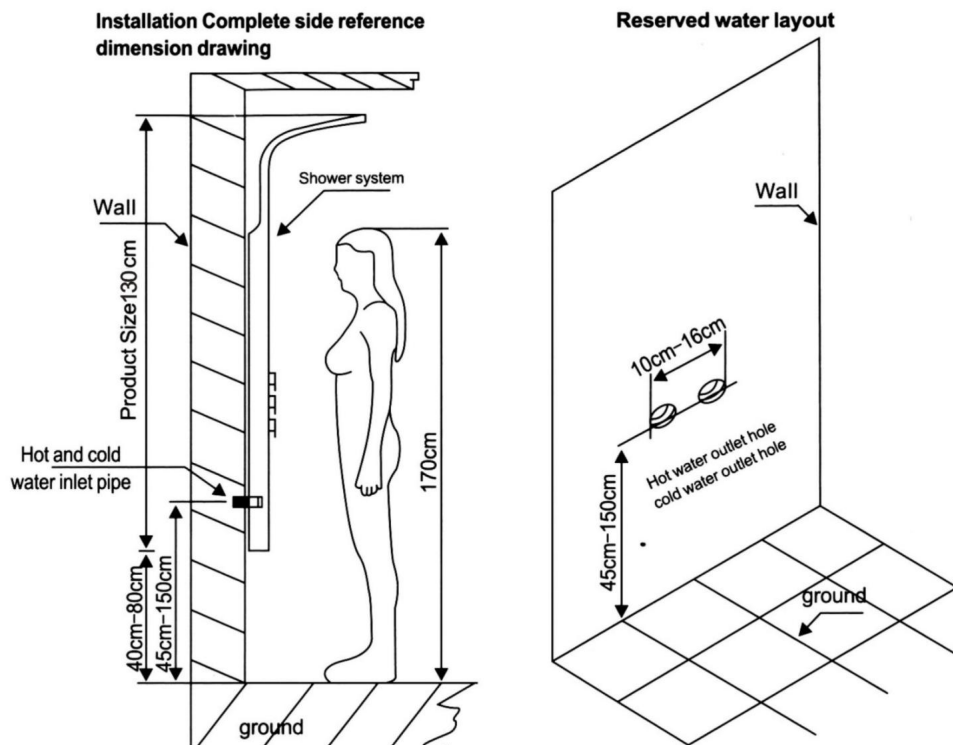 Installation Complete side reference
dimension drawing
Reserved water layout
Shower system
Wall
Product Size130 cm
Hot and cold
water inlet pipe
40cm-80cm
45cm-150cm
170cm
ground
Wall
10cm-16cm
Hot water outlet hole
cold water outlet hole
45cm-150cm
ground